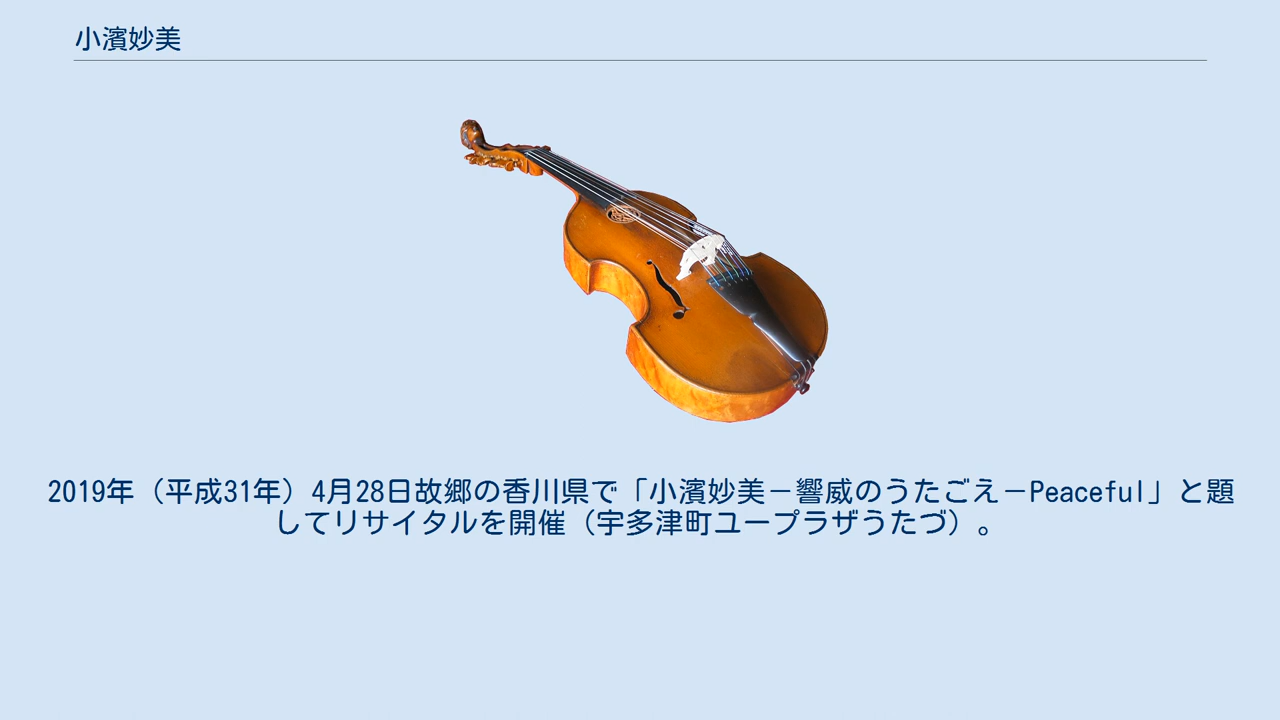 小濱妙美
2019年（平成31年）4月28日故郷の香川県で「小濱妙美－響威のうたごえ－Peaceful」と題
してリサイタルを開催（宇多津町ユープラザうたづ）。